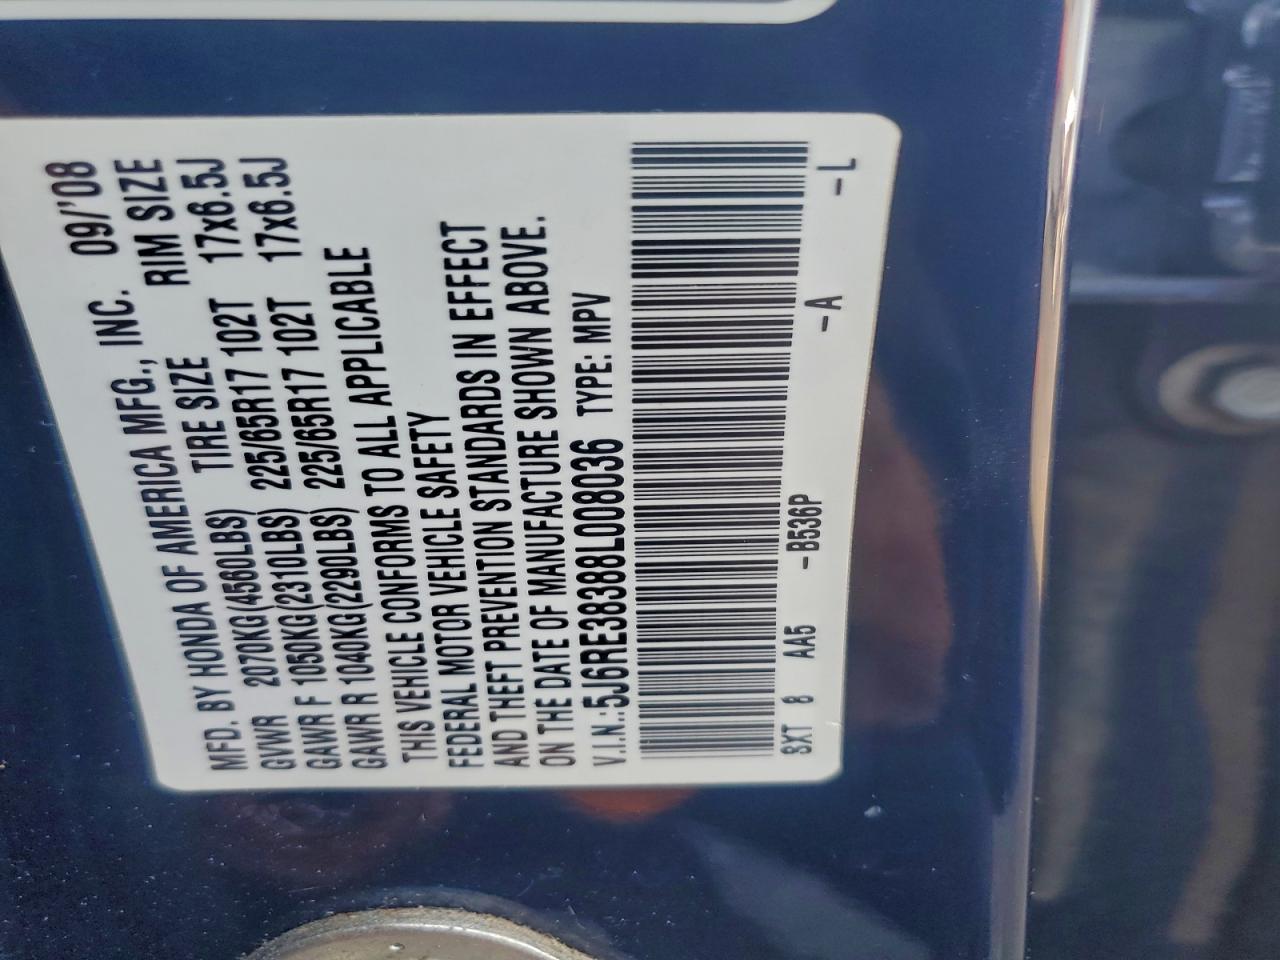 MFD. BY HONDA OF AMERICA MFG., INC. 09/'08
TIRE SIZE RIM SIZE
GVWR 2070KG(4560LBS)
GAWR F 1050KG(2310LBS) 225/65R17 102T 17x6.5J
GAWR R 1040KG(2290LBS) 225/65R17 102T 17x6.5J
THIS VEHICLE CONFORMS TO ALL APPLICABLE
FEDERAL MOTOR VEHICLE SAFETY
AND THEFT PREVENTION STANDARDS IN EFFECT
ON THE DATE OF MANUFACTURE SHOWN ABOVE.
V.I.N.:5J6RE38388L008036 TYPE: MPV
SXT 8 AA5 -B536P -A -L